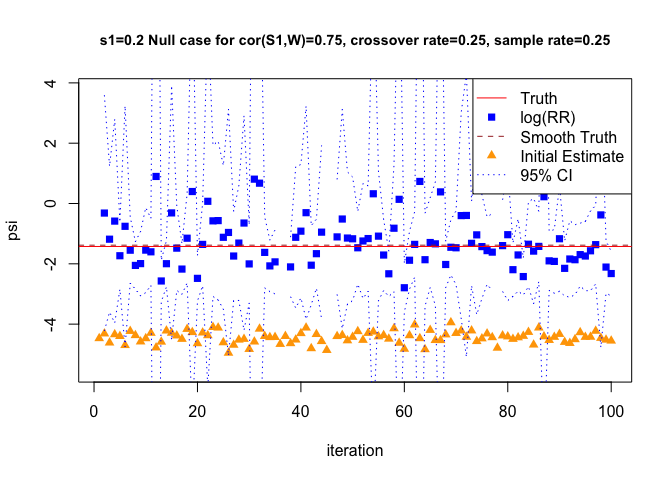 s1=0.2 Null case for cor(S1,W)=0.75, crossover rate=0.25, sample rate=0.25
Truth
log(RR)
Smooth Truth
Initial Estimate
95% CI
psi
4
2
0
-2
-4
0 20 40 60 80 100
iteration